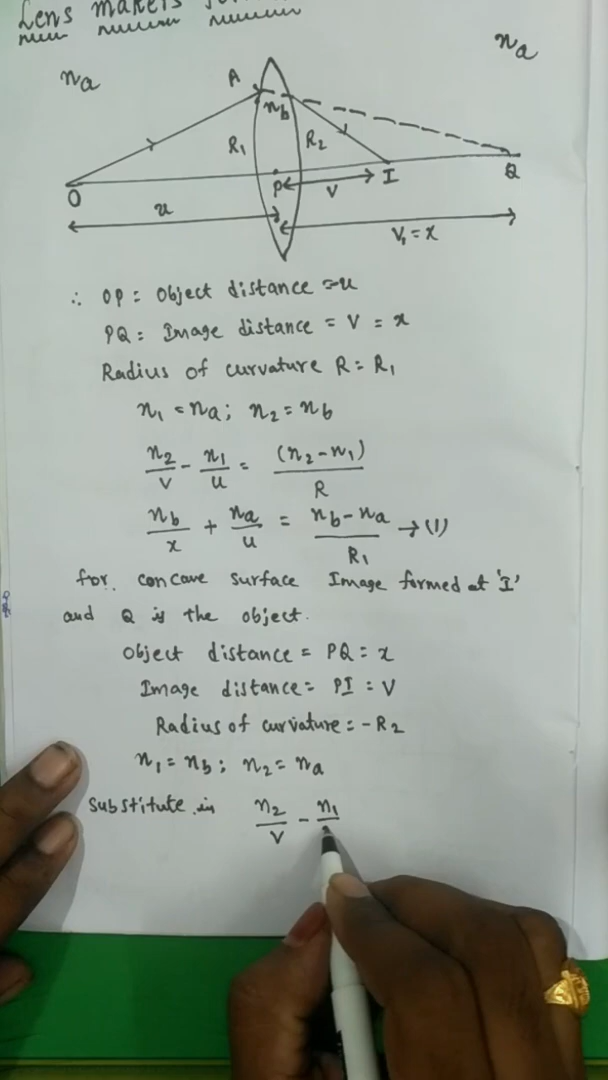 Lens makers
na
na
A
nb
R₁
R₂
O
P
I
Q
u
V
V₁ = x
∴ OP = Object distance = u
PQ = Image distance = V = x
Radius of curvature R = R₁
n₁ = na; n₂ = nb
n₂/V - n₁/u = (n₂-n₁)/R
nb/x + na/u = nb-na/R₁ → (1)
for. concave surface Image formed at 'I'
and Q is the object.
Object distance = PQ = x
Image distance = PI = V
Radius of curvature = -R₂
n₁ = nb; n₂ = na
Substitute in n₂/V - n₁/